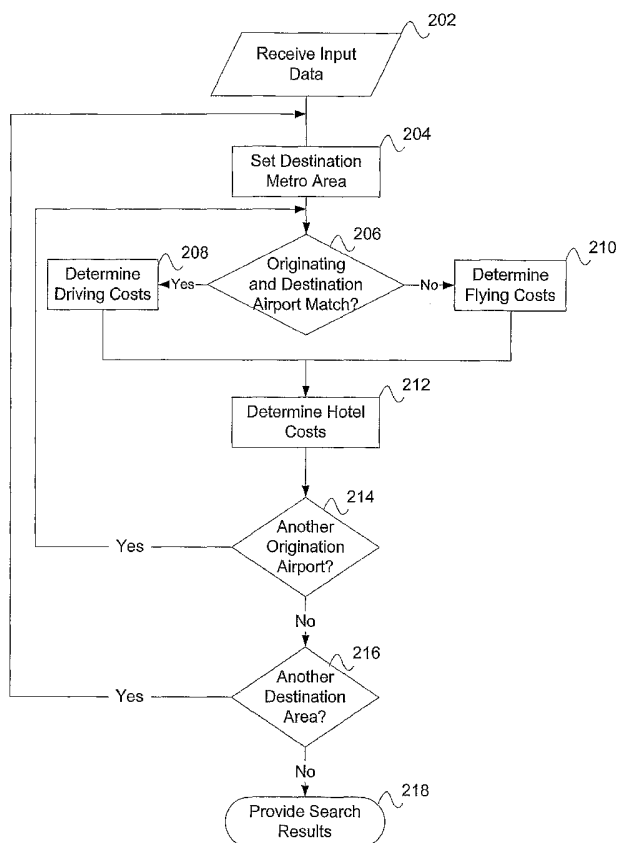 202
Receive Input
Data
204
Set Destination
Metro Area
206
208
210
Originating
and Destination
Airport Match?
Determine
Driving Costs
Yes
No
Determine
Flying Costs
212
Determine Hotel
Costs
214
Another
Origination
Airport?
Yes
No
216
Another
Destination
Area?
Yes
No
218
Provide Search
Results